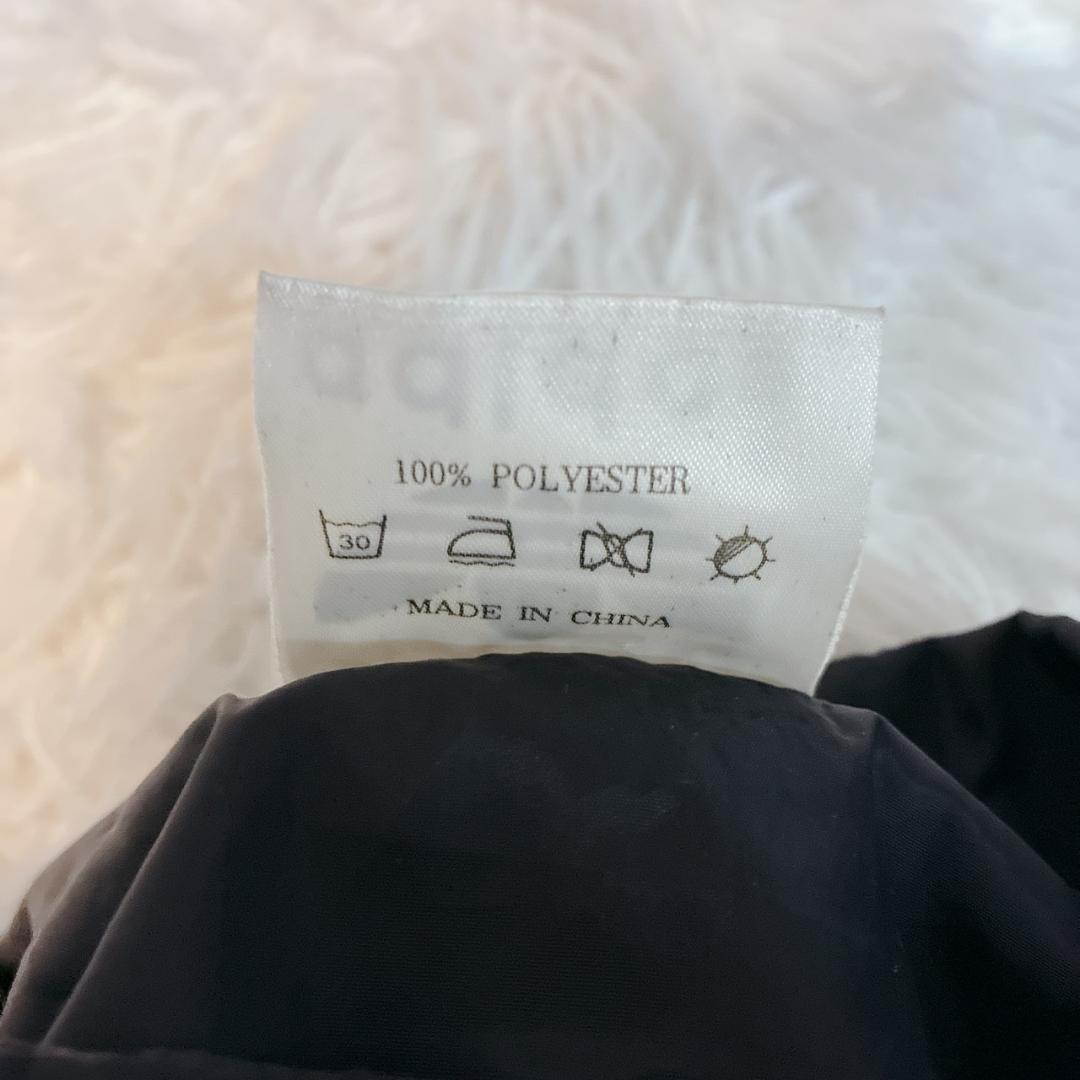 100% POLYESTER
30
MADE IN CHINA